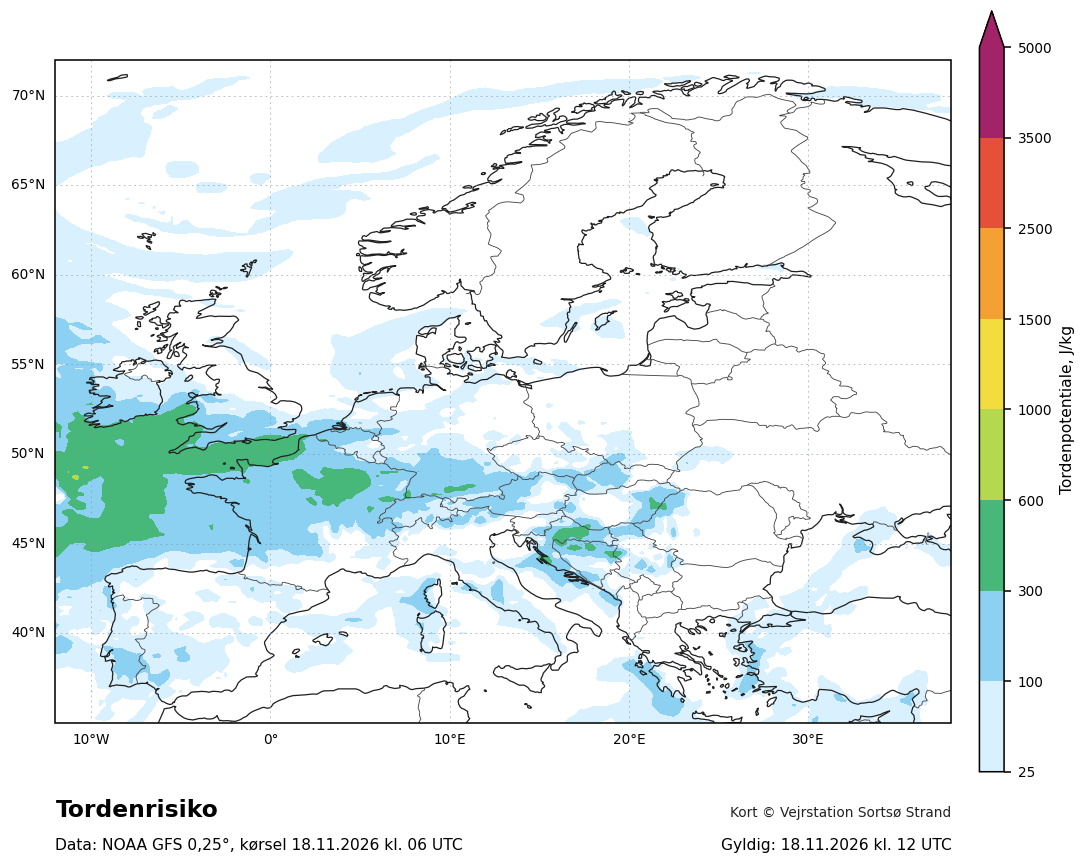 5000
3500
2500
1500
1000
600
300
100
25
Tordenpotentiale, J/kg
70°N
65°N
60°N
55°N
50°N
45°N
40°N
10°W
0°
10°E
20°E
30°E
Tordenrisiko
Kort © Vejrstation Sortsø Strand
Data: NOAA GFS 0,25°, kørsel 18.11.2026 kl. 06 UTC
Gyldig: 18.11.2026 kl. 12 UTC